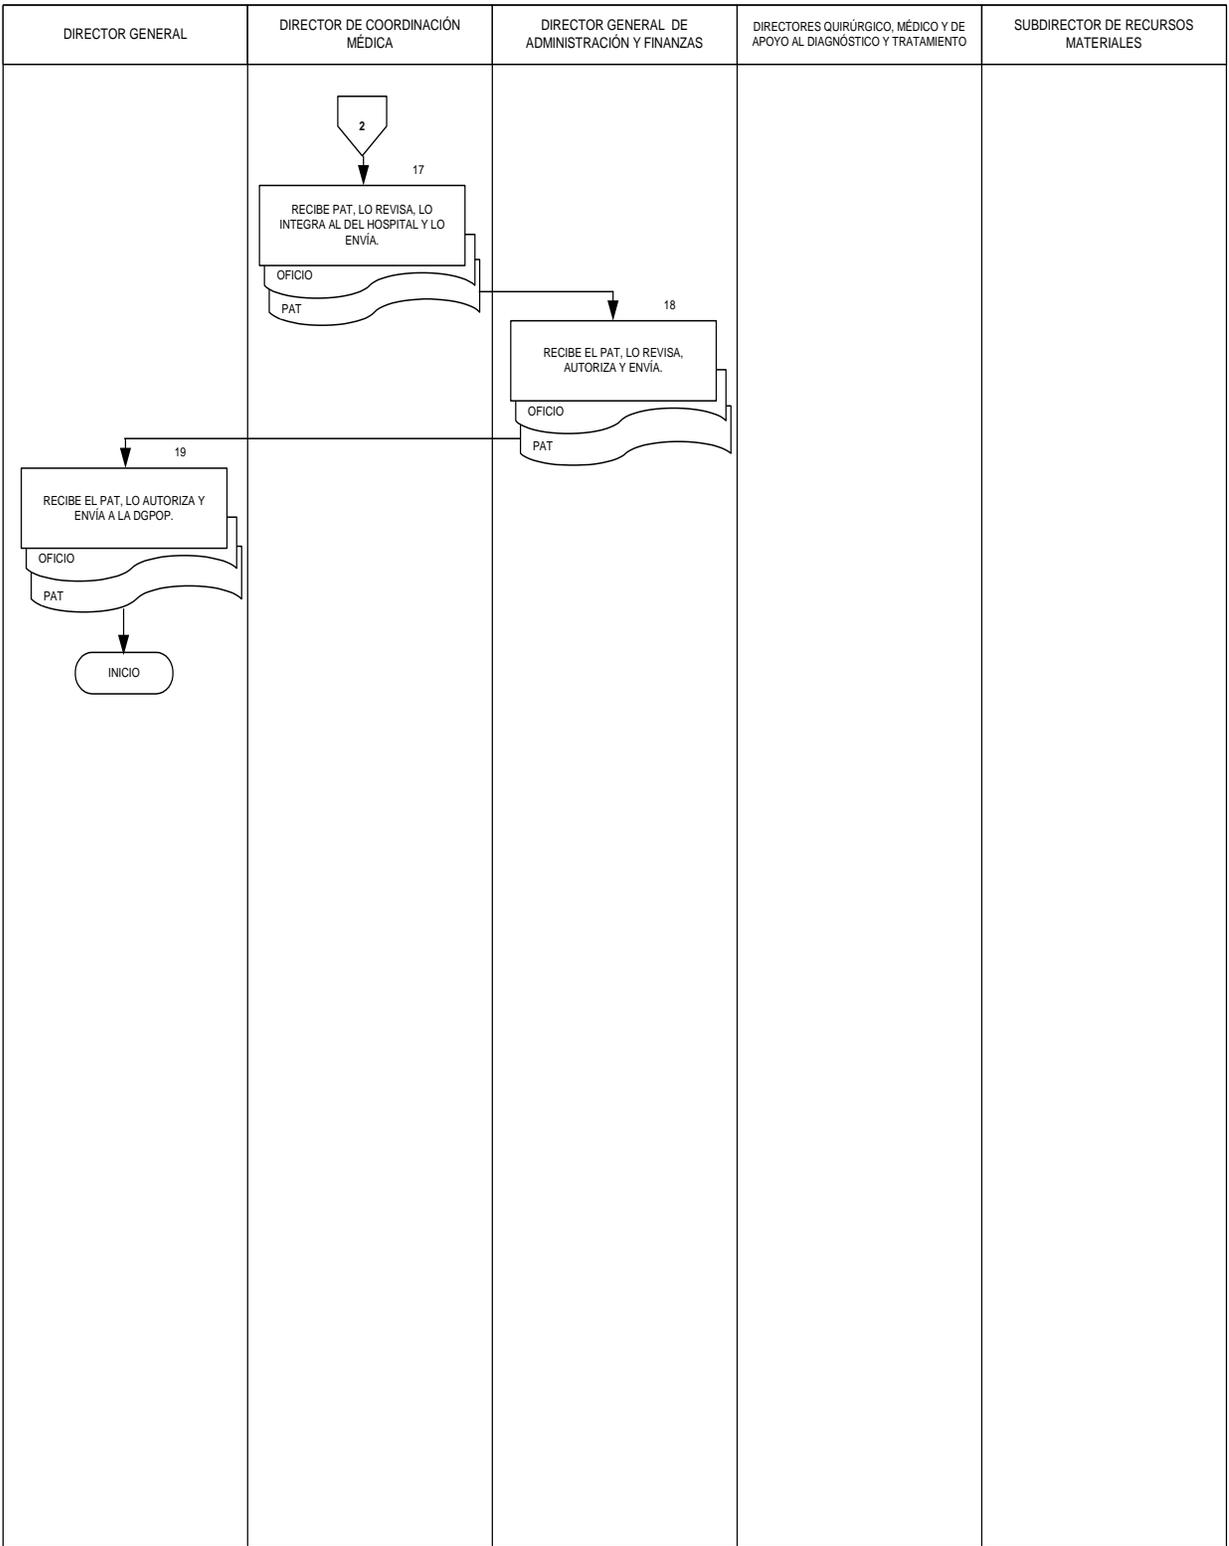 DIRECTOR GENERAL
DIRECTOR DE COORDINACIÓN
MÉDICA
DIRECTOR GENERAL DE
ADMINISTRACIÓN Y FINANZAS
DIRECTORES QUIRÚRGICO, MÉDICO Y DE
APOYO AL DIAGNÓSTICO Y TRATAMIENTO
SUBDIRECTOR DE RECURSOS
MATERIALES
2
17
RECIBE PAT, LO REVISA, LO
INTEGRA AL DEL HOSPITAL Y LO
ENVÍA.
OFICIO
PAT
18
RECIBE EL PAT, LO REVISA,
AUTORIZA Y ENVÍA.
OFICIO
PAT
19
RECIBE EL PAT, LO AUTORIZA Y
ENVÍA A LA DGPOP.
OFICIO
PAT
INICIO